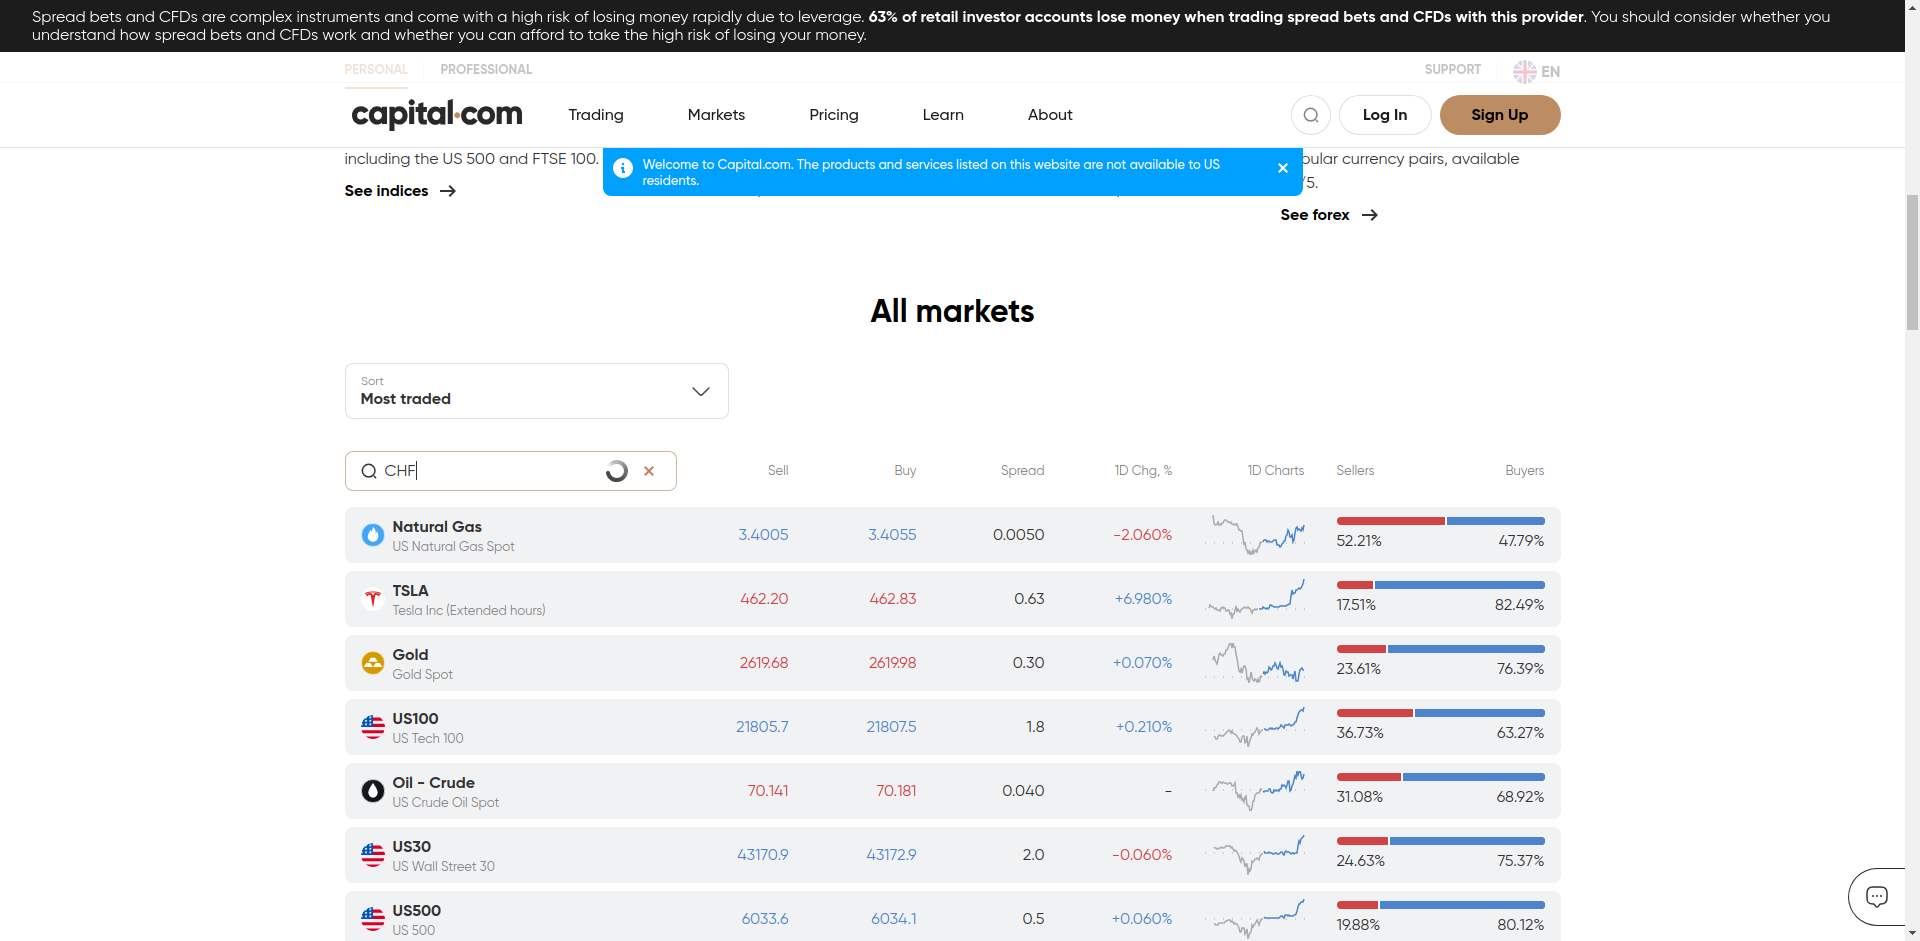 Spread bets and CFDs are complex instruments and come with a high risk of losing money rapidly due to leverage. 63% of retail investor accounts lose money when trading spread bets and CFDs with this provider. You should consider whether you
understand how spread bets and CFDs work and whether you can afford to take the high risk of losing your money.
PERSONAL PROFESSIONAL SUPPORT EN
capital.com Trading Markets Pricing Learn About Log In Sign Up
including the US 500 and FTSE 100.
Welcome to Capital.com. The products and services listed on this website are not available to US
residents.
pular currency pairs, available
/5.
See indices
See forex
All markets
Sort
Most traded
CHF Sell Buy Spread 1D Chg, % 1D Charts Sellers Buyers
Natural Gas
US Natural Gas Spot
3.4005 3.4055 0.0050 -2.060% 52.21% 47.79%
TSLA
Tesla Inc (Extended hours)
462.20 462.83 0.63 +6.980% 17.51% 82.49%
Gold
Gold Spot
2619.68 2619.98 0.30 +0.070% 23.61% 76.39%
US100
US Tech 100
21805.7 21807.5 1.8 +0.210% 36.73% 63.27%
Oil - Crude
US Crude Oil Spot
70.141 70.181 0.040 - 31.08% 68.92%
US30
US Wall Street 30
43170.9 43172.9 2.0 -0.060% 24.63% 75.37%
US500
US 500
6033.6 6034.1 0.5 +0.060% 19.88% 80.12%